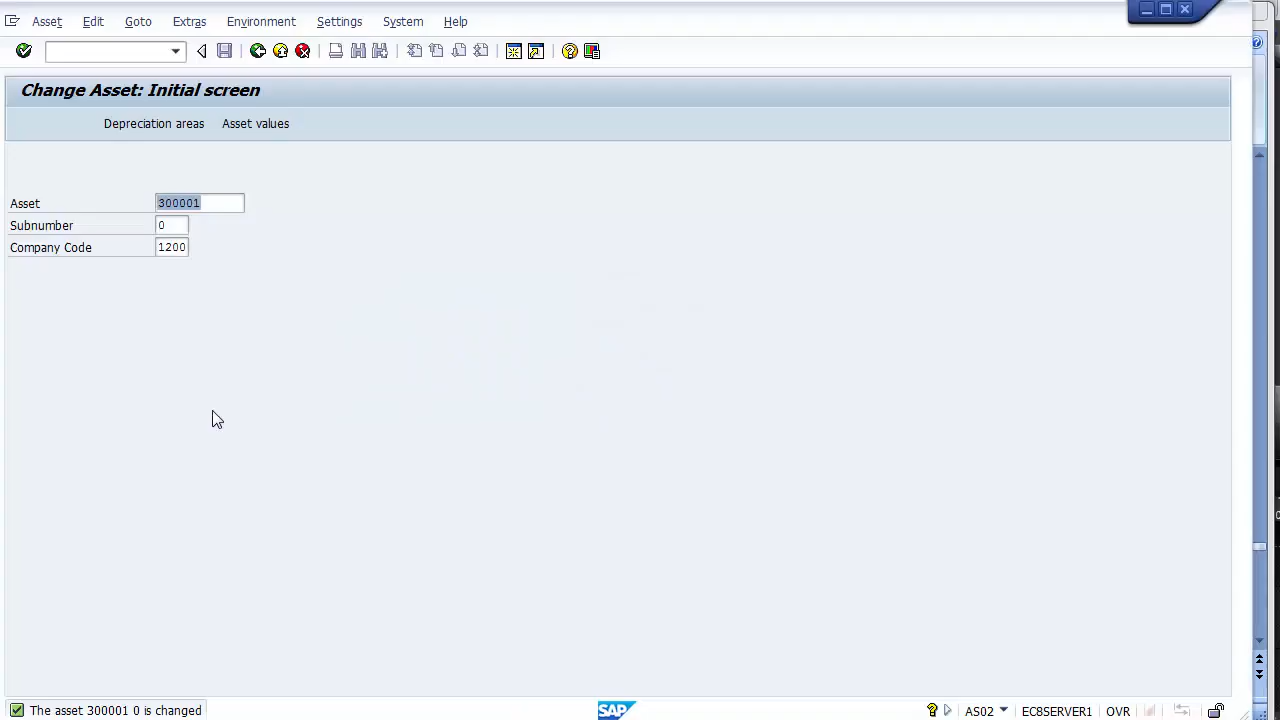 Asset Edit Goto Extras Environment Settings System Help
Change Asset: Initial screen
Depreciation areas Asset values
Asset 300001
Subnumber 0
Company Code 1200
The asset 300001 0 is changed
SAP
AS02 ECSERVER1 OVR